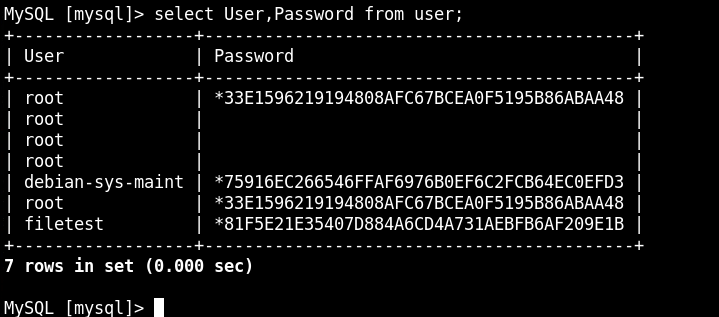 MySQL [mysql]> select User,Password from user;
+------------------+-------------------------------------------+
| User             | Password                                  |
+------------------+-------------------------------------------+
| root             | *33E1596219194808AFC67BCEA0F5195B86ABAA48 |
| root             |                                           |
| root             |                                           |
| root             |                                           |
| debian-sys-maint | *75916EC266546FFAF6976B0EF6C2FCB64EC0EFD3 |
| root             | *33E1596219194808AFC67BCEA0F5195B86ABAA48 |
| filetest         | *81F5E21E35407D884A6CD4A731AEBFB6AF209E1B |
+------------------+-------------------------------------------+
7 rows in set (0.000 sec)
MySQL [mysql]>